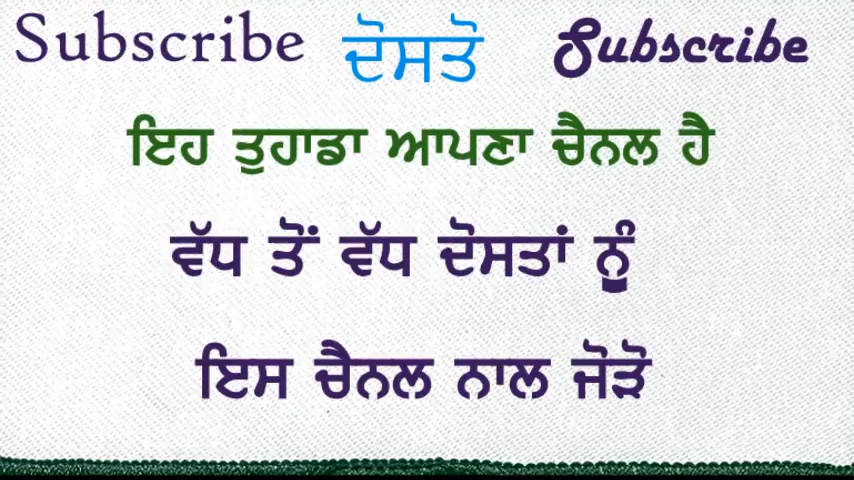 Subscribe ਦੋਸਤੋ Subscribe
ਇਹ ਤੁਹਾਡਾ ਆਪਣਾ ਚੈਨਲ ਹੈ
ਵੱਧ ਤੋਂ ਵੱਧ ਦੋਸਤਾਂ ਨੂੰ
ਇਸ ਚੈਨਲ ਨਾਲ ਜੋੜੋ